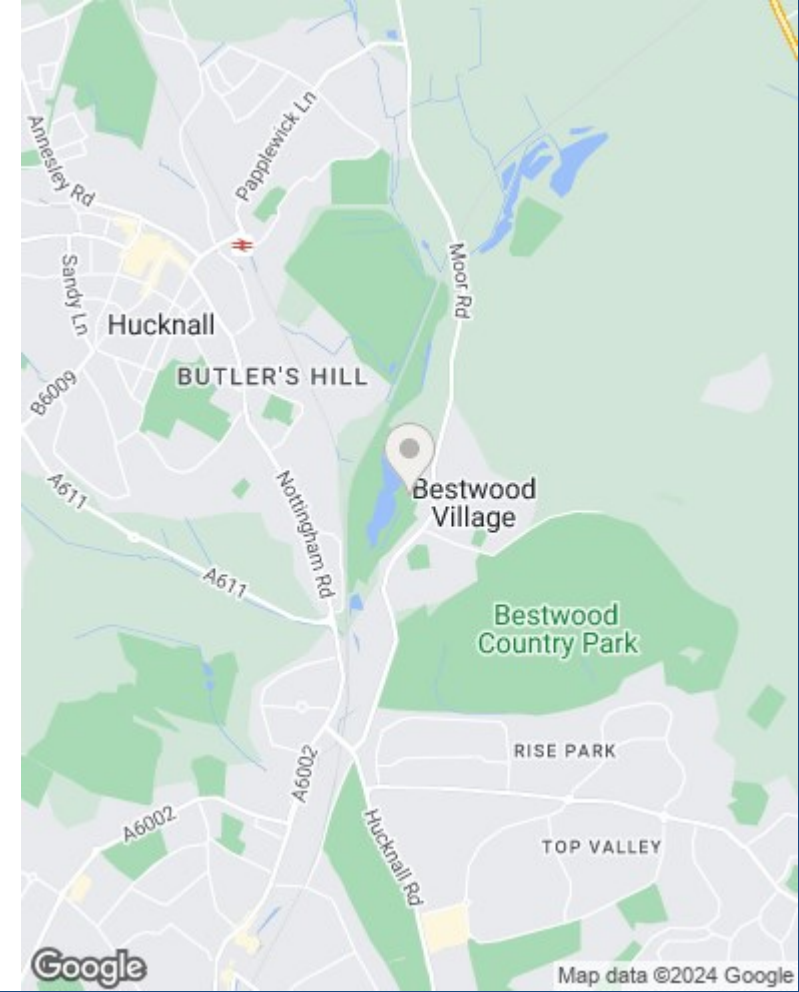 Papplewick Ln
Annesley Rd
Sandy Ln
Moor Rd
Hucknall
BUTLER'S HILL
B6009
A611
Nottingham Rd
Bestwood
Village
A611
Bestwood
Country Park
A6002
RISE PARK
A6002
Hucknall Rd
TOP VALLEY
Google
Map data ©2024 Google